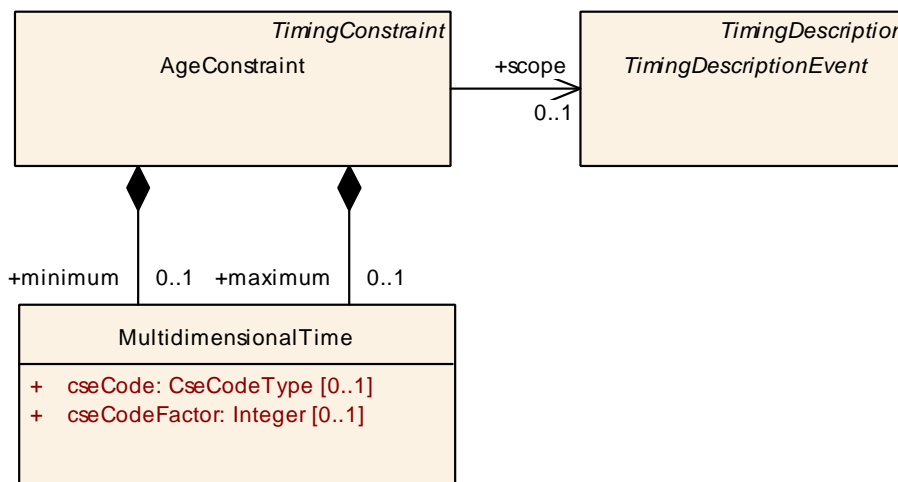 TimingConstraint
AgeConstraint
+scope
0..1
TimingDescription
TimingDescriptionEvent
+minimum
0..1
+maximum
0..1
MultidimensionalTime
+ cseCode: CseCodeType [0..1]
+ cseCodeFactor: Integer [0..1]